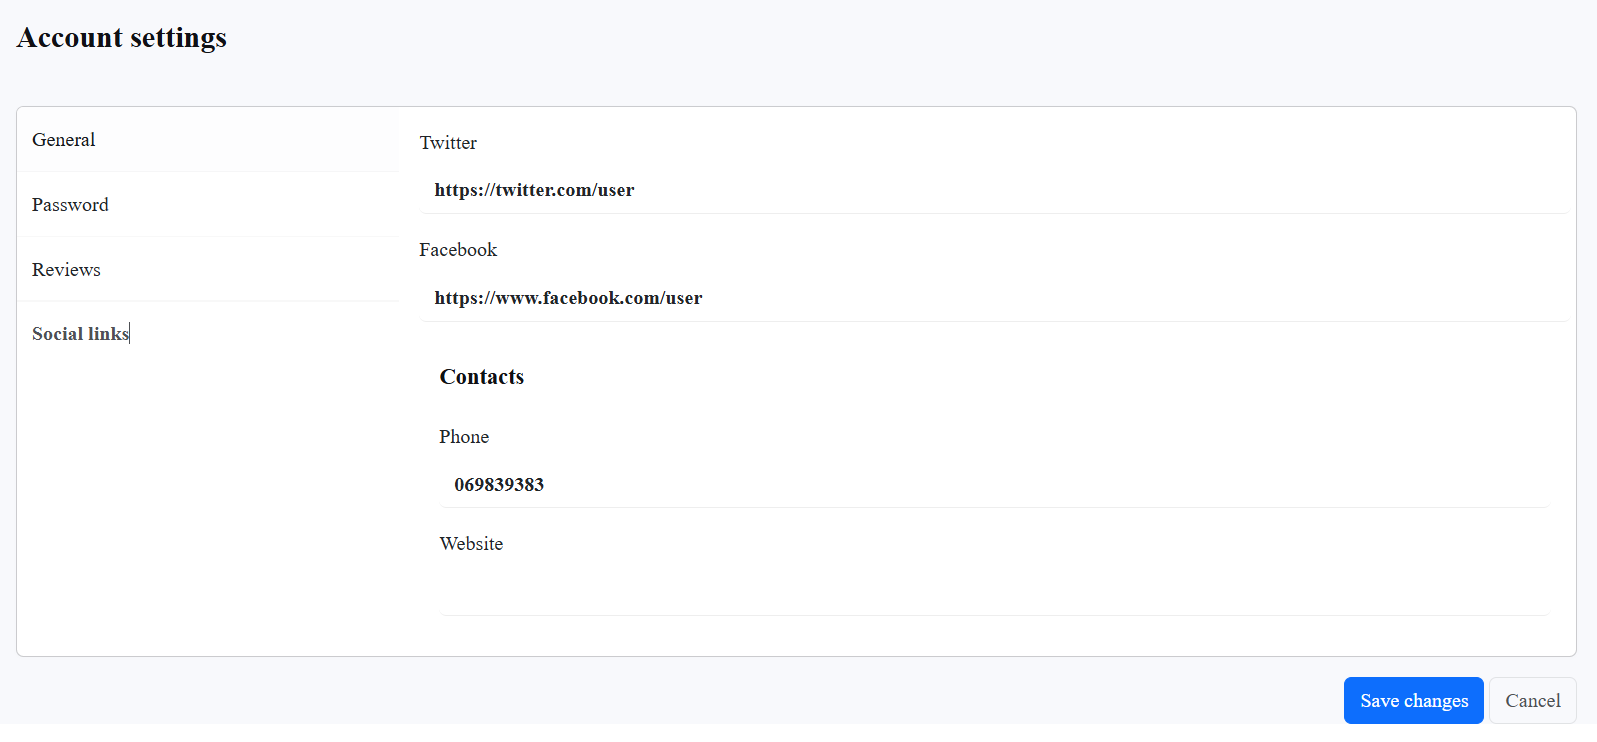 Account settings
General
Password
Reviews
Social links
Twitter
https://twitter.com/user
Facebook
https://www.facebook.com/user
Contacts
Phone
069839383
Website
Save changes
Cancel